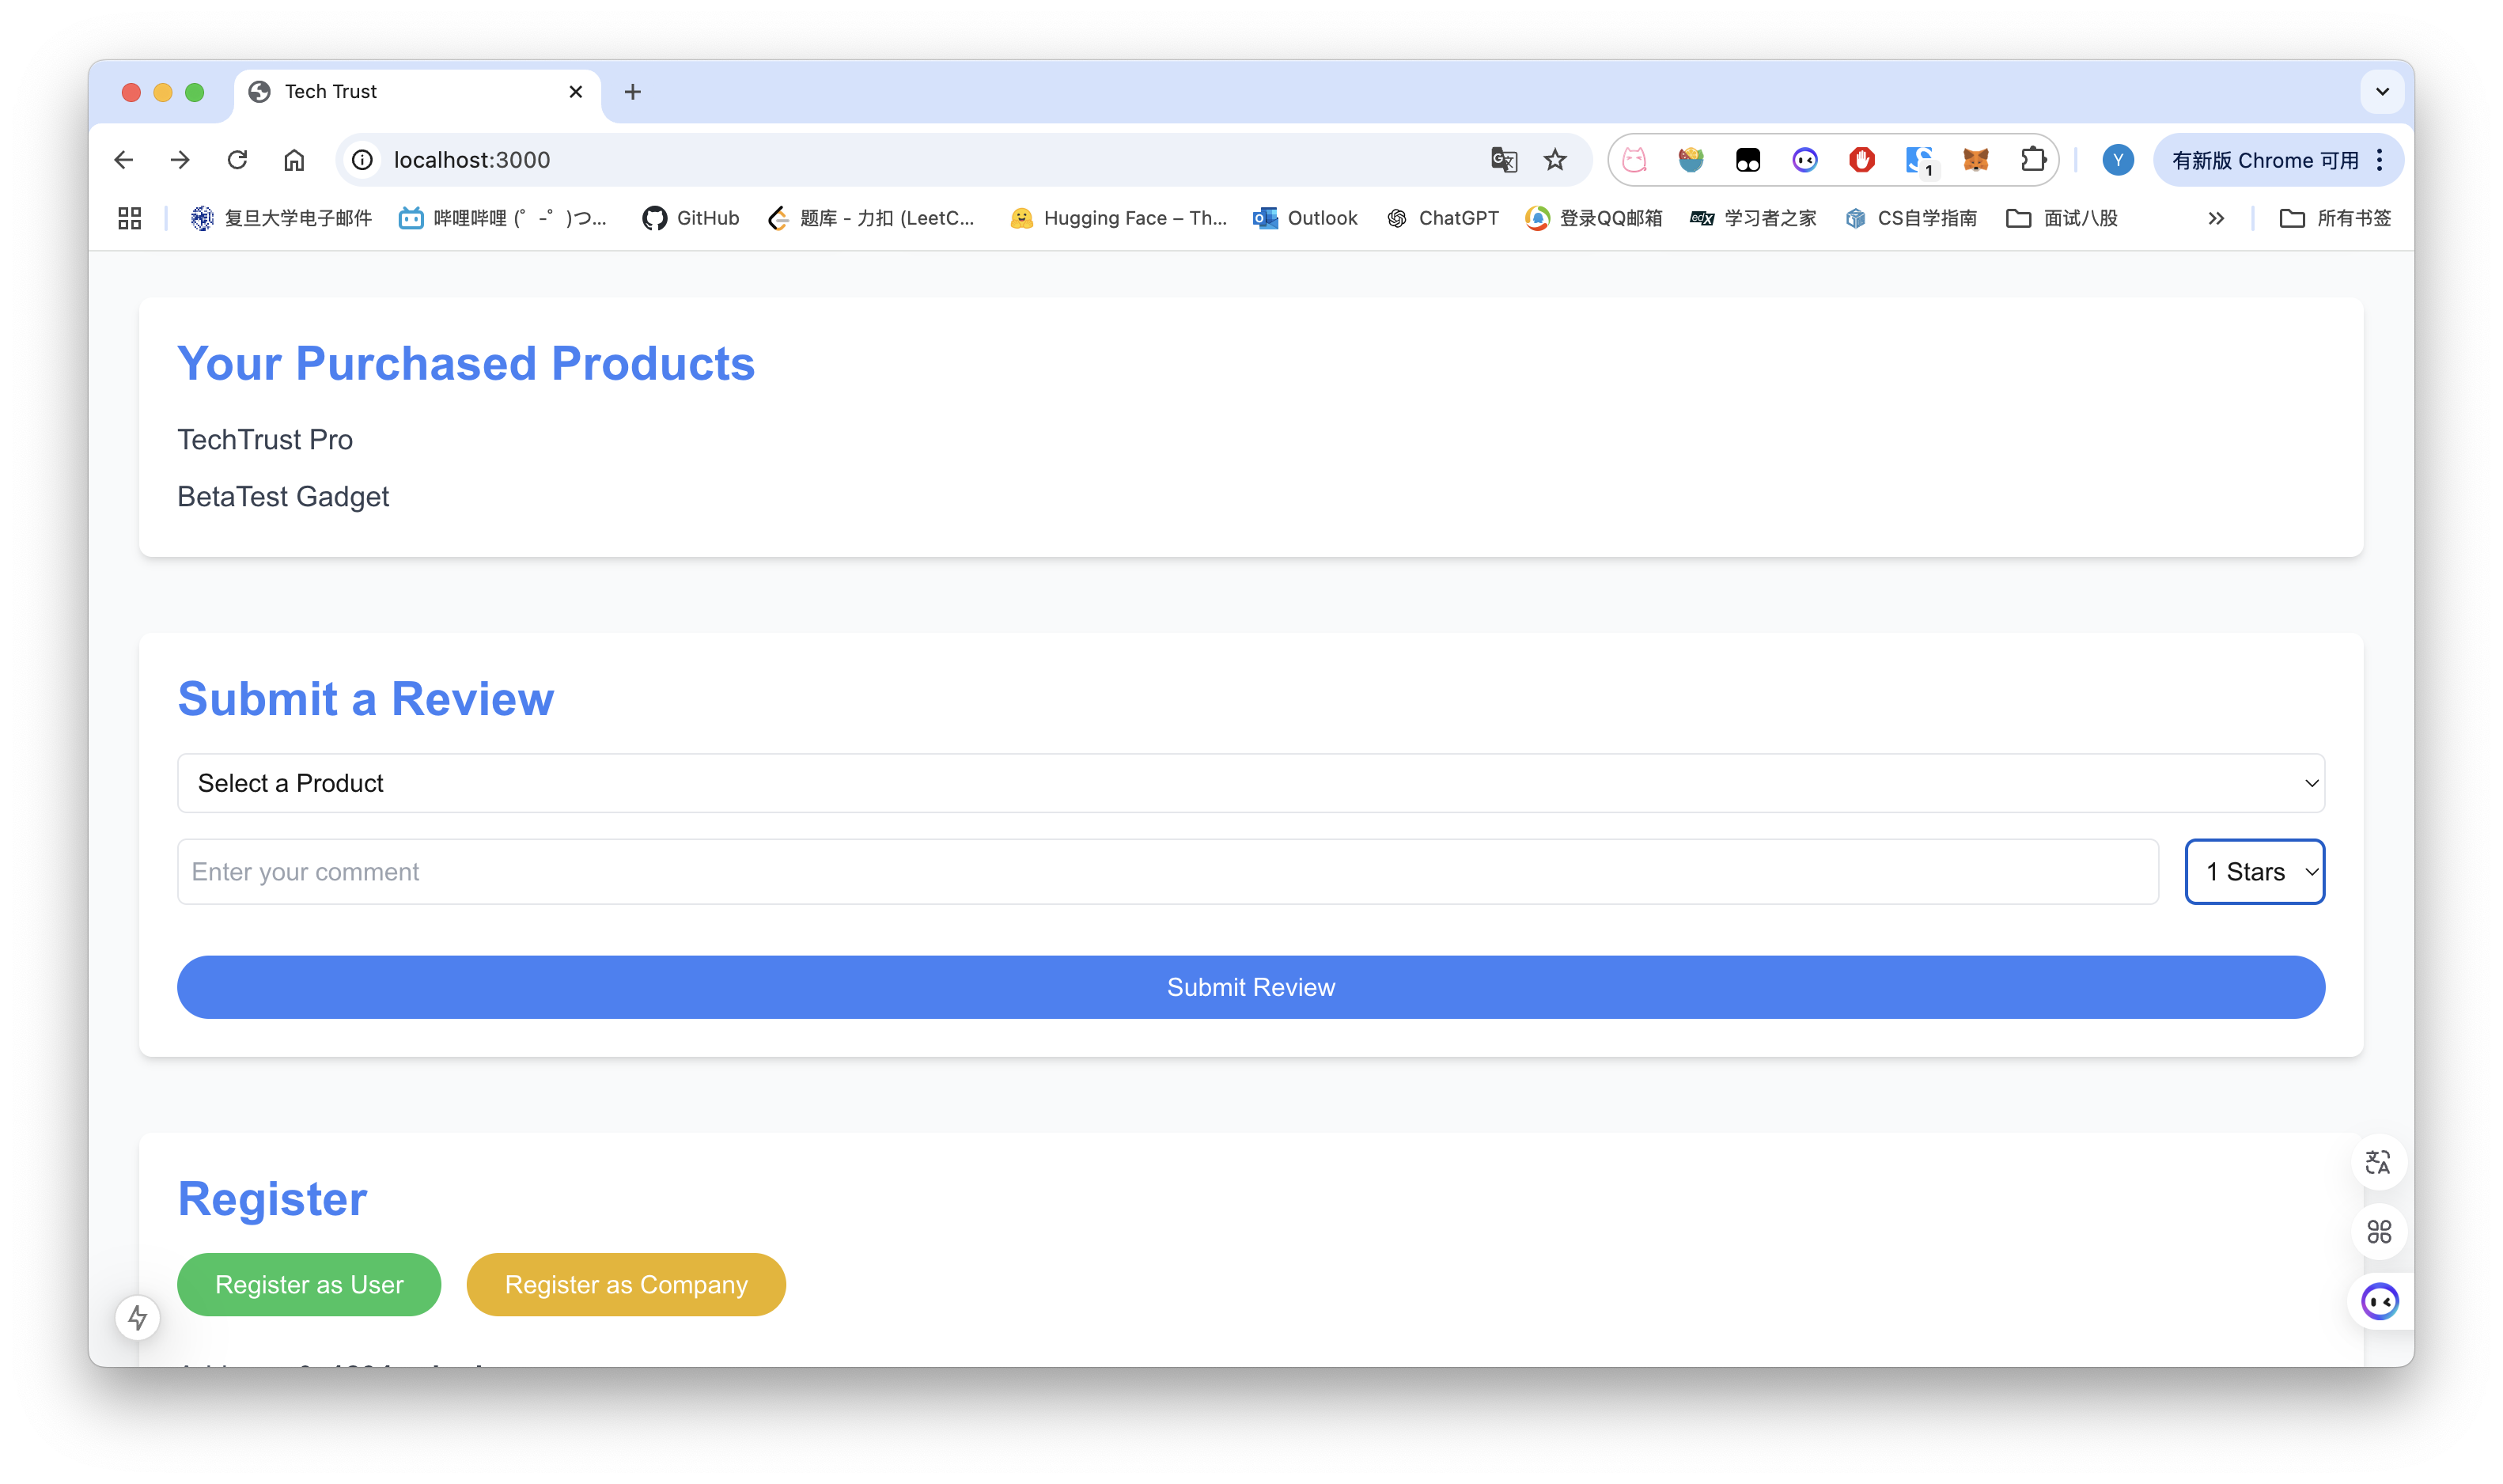 Tech Trust
localhost:3000
1
Y
有新版 Chrome 可用
复旦大学电子邮件
哔哩哔哩 (゜-゜)つ...
GitHub
题库 - 力扣 (LeetC...
Hugging Face – Th...
Outlook
ChatGPT
登录QQ邮箱
edX
学习者之家
CS自学指南
面试八股
所有书签
Your Purchased Products
TechTrust Pro
BetaTest Gadget
Submit a Review
Select a Product
Enter your comment
1 Stars
Submit Review
Register
Register as User
Register as Company